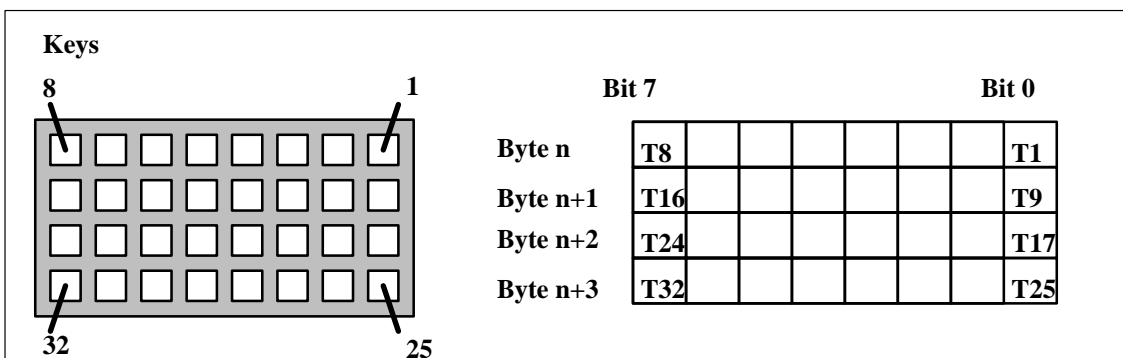 Keys
8 1 Bit 7 Bit 0
Byte n T8 T1
Byte n+1 T16 T9
Byte n+2 T24 T17
Byte n+3 T32 T25
32 25